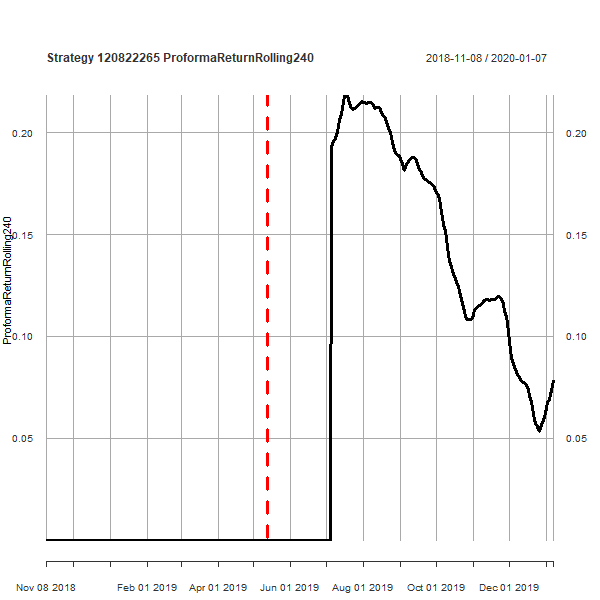 Strategy 120822265 ProformaReturnRolling240 2018-11-08 / 2020-01-07
0.20 0.20
0.15 0.15
ProformaReturnRolling240
0.10 0.10
0.05 0.05
Nov 08 2018 Feb 01 2019 Apr 01 2019 Jun 01 2019 Aug 01 2019 Oct 01 2019 Dec 01 2019